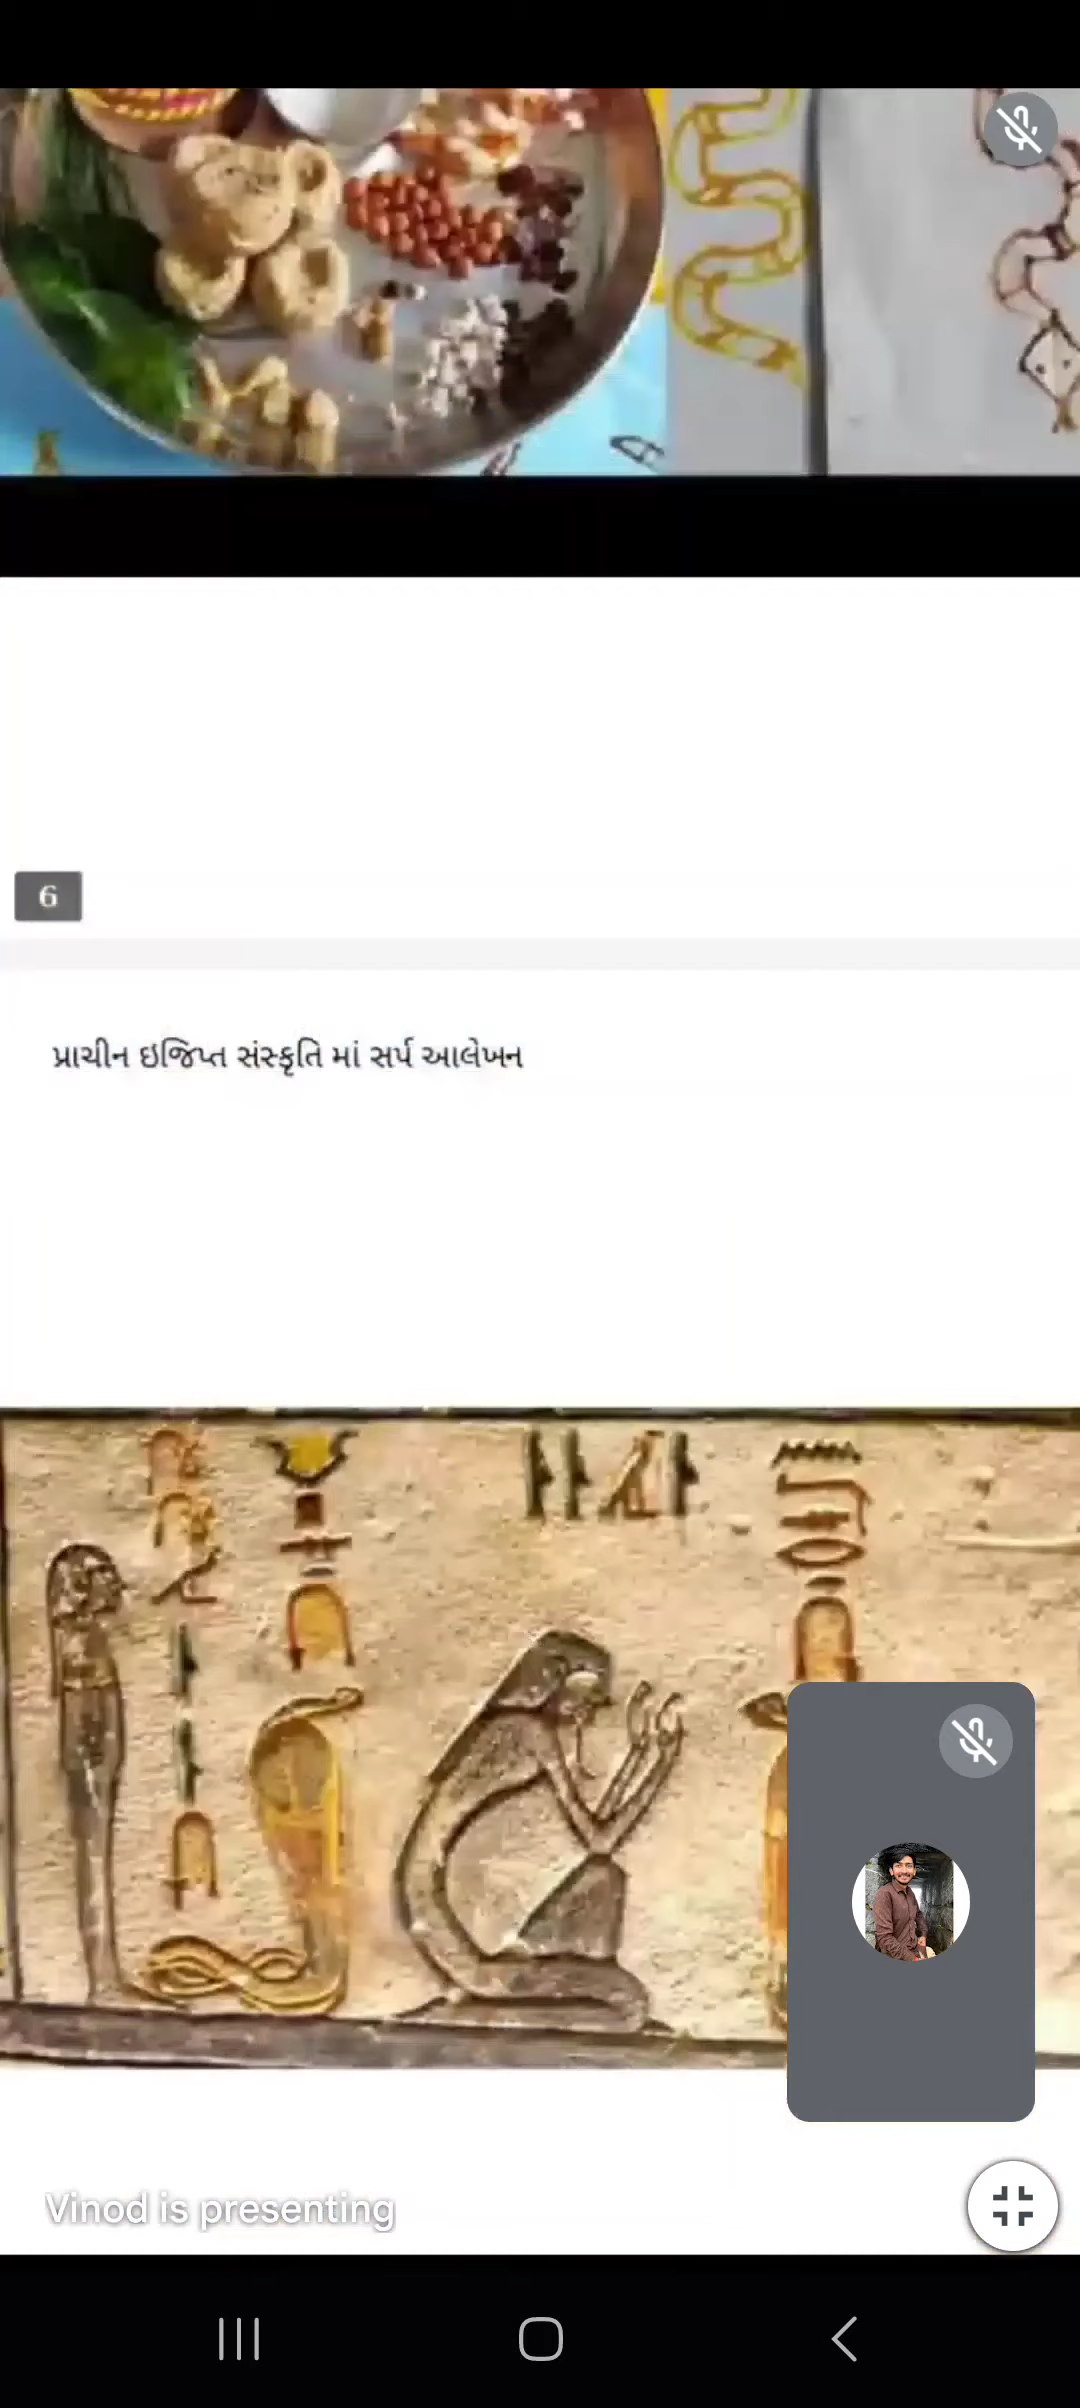 6
પ્રાચીન ઇજિપ્ત સંસ્કૃતિ માં સર્પ આલેખન
Vinod is presenting